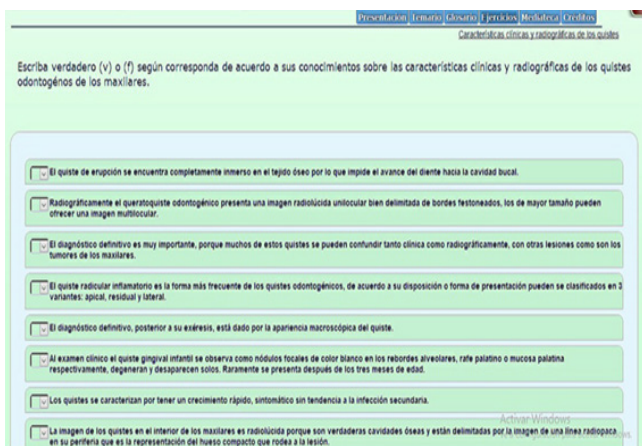 Presentacion Temario Glosario Ejercicios Mediateca Creditos
Características clínicas y radiográficas de los quistes
Escriba verdadero (v) o (f) según corresponda de acuerdo a sus conocimientos sobre las características clínicas y radiográficas de los quistes
odontogénos de los maxilares.
El quiste de erupción se encuentra completamente inmerso en el tejido óseo por lo que impide el avance del diente hacia la cavidad bucal.
Radiográficamente el queratoquiste odontogénico presenta una imagen radiolúcida unilocular bien delimitada de bordes festoneados, los de mayor tamaño pueden
ofrecer una imagen multilocular.
El diagnóstico definitivo es muy importante, porque muchos de estos quistes se pueden confundir tanto clínica como radiográficamente, con otras lesiones como son los
tumores de los maxilares.
El quiste radicular inflamatorio es la forma más frecuente de los quistes odontogénicos, de acuerdo a su disposición o forma de presentación pueden se clasificados en 3
variantes: apical, residual y lateral.
El diagnóstico definitivo, posterior a su exéresis, está dado por la apariencia macroscópica del quiste.
Al examen clínico el quiste gingival infantil se observa como nódulos focales de color blanco en los rebordes alveolares, rafe palatino o mucosa palatina
respectivamente, degeneran y desaparecen solos. Raramente se presenta después de los tres meses de edad.
Los quistes se caracterizan por tener un crecimiento rápido, sintomático sin tendencia a la infección secundaria.
Activar Windows
La imagen de los quistes en el interior de los maxilares es radiolúcida porque son verdaderas cavidades óseas y están delimitadas por la imagen de una línea radiopaca
en su periferia que es la representación del hueso compacto que rodea a la lesión.